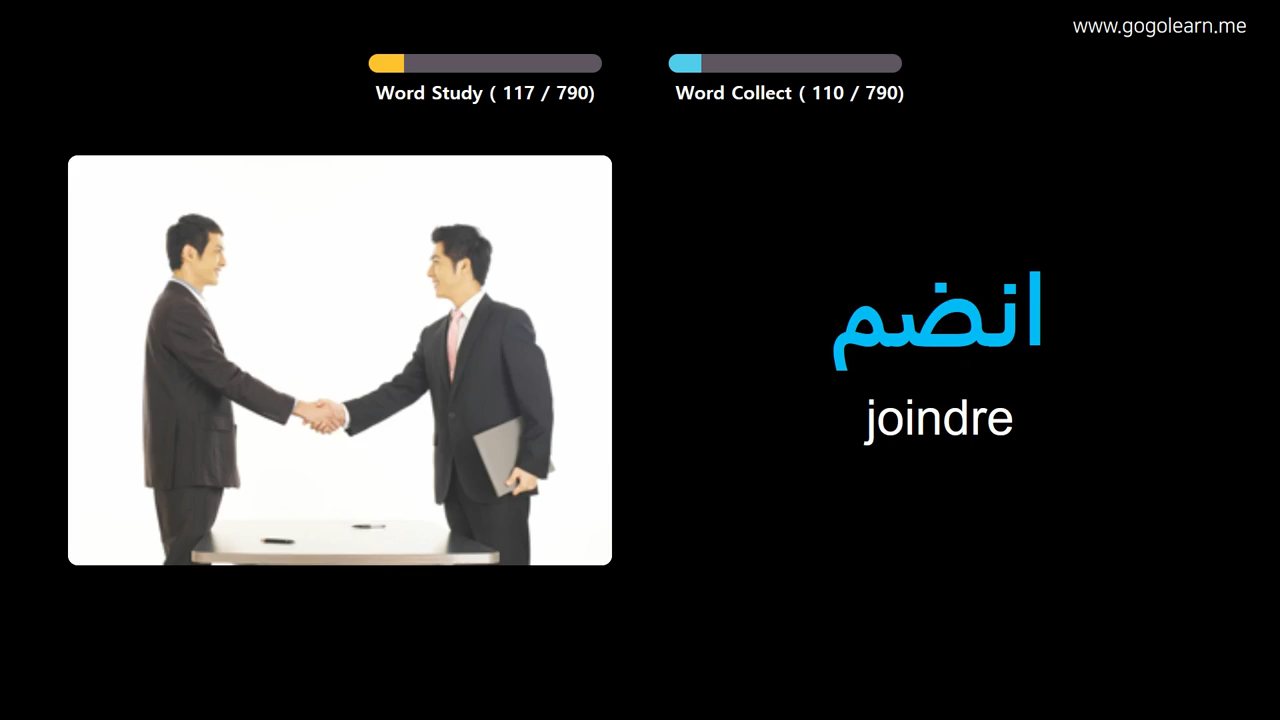 www.gogolearn.me
Word Study ( 117 / 790)
Word Collect ( 110 / 790)
انضم
joindre